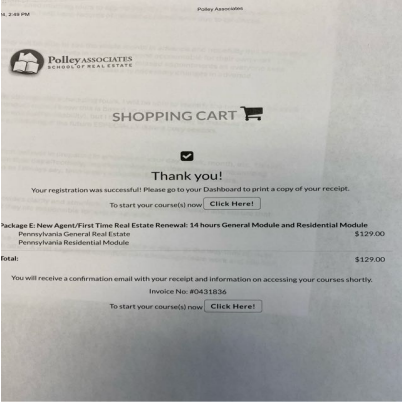 Polley Associates
2:49 PM
Polley ASSOCIATES
SCHOOL OF REAL ESTATE
SHOPPING CART
Thank you!
Your registration was successful! Please go to your Dashboard to print a copy of your receipt.
To start your course(s) now Click Here!
Package E: New Agent/First Time Real Estate Renewal: 14 hours General Module and Residential Module
Pennsylvania General Real Estate $129.00
Pennsylvania Residential Module
Total: $129.00
You will receive a confirmation email with your receipt and information on accessing your courses shortly.
Invoice No: #0431836
To start your course(s) now Click Here!